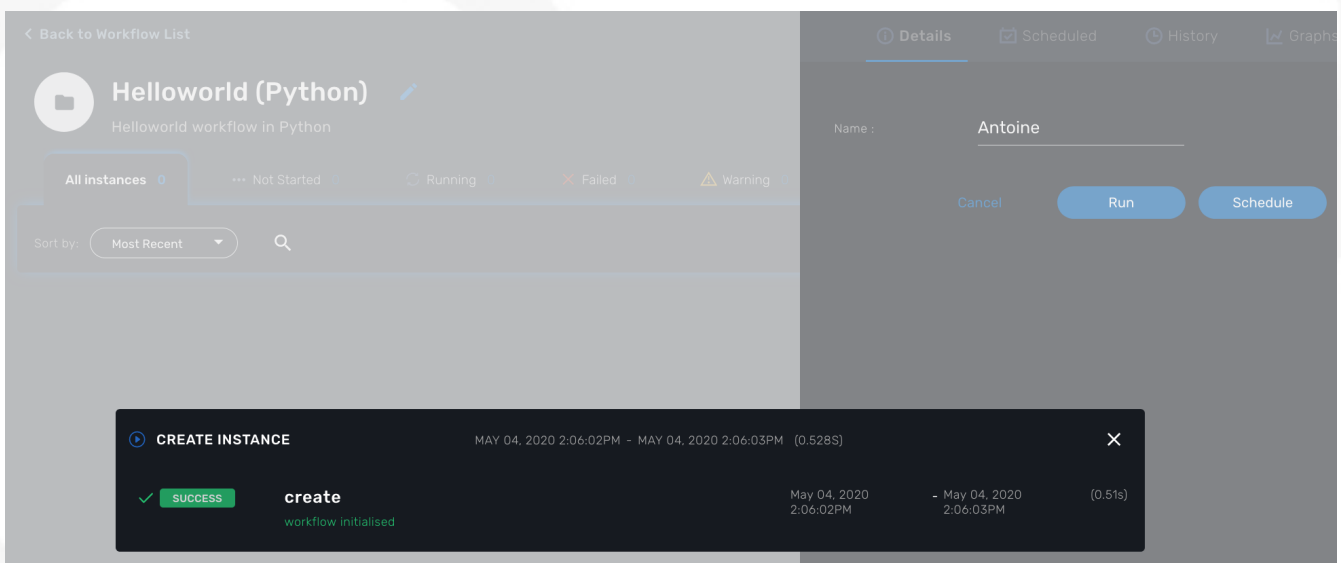 Back to Workflow List
Details Scheduled History Graphs
Helloworld (Python)
Helloworld workflow in Python
Name : Antoine
All instances 0 Not Started Running Failed Warning
Cancel Run Schedule
Sort by: Most Recent
CREATE INSTANCE MAY 04, 2020 2:06:02PM - MAY 04, 2020 2:06:03PM (0.528S)
SUCCESS create May 04, 2020 - May 04, 2020 (0.51s)
2:06:02PM 2:06:03PM
workflow initialised